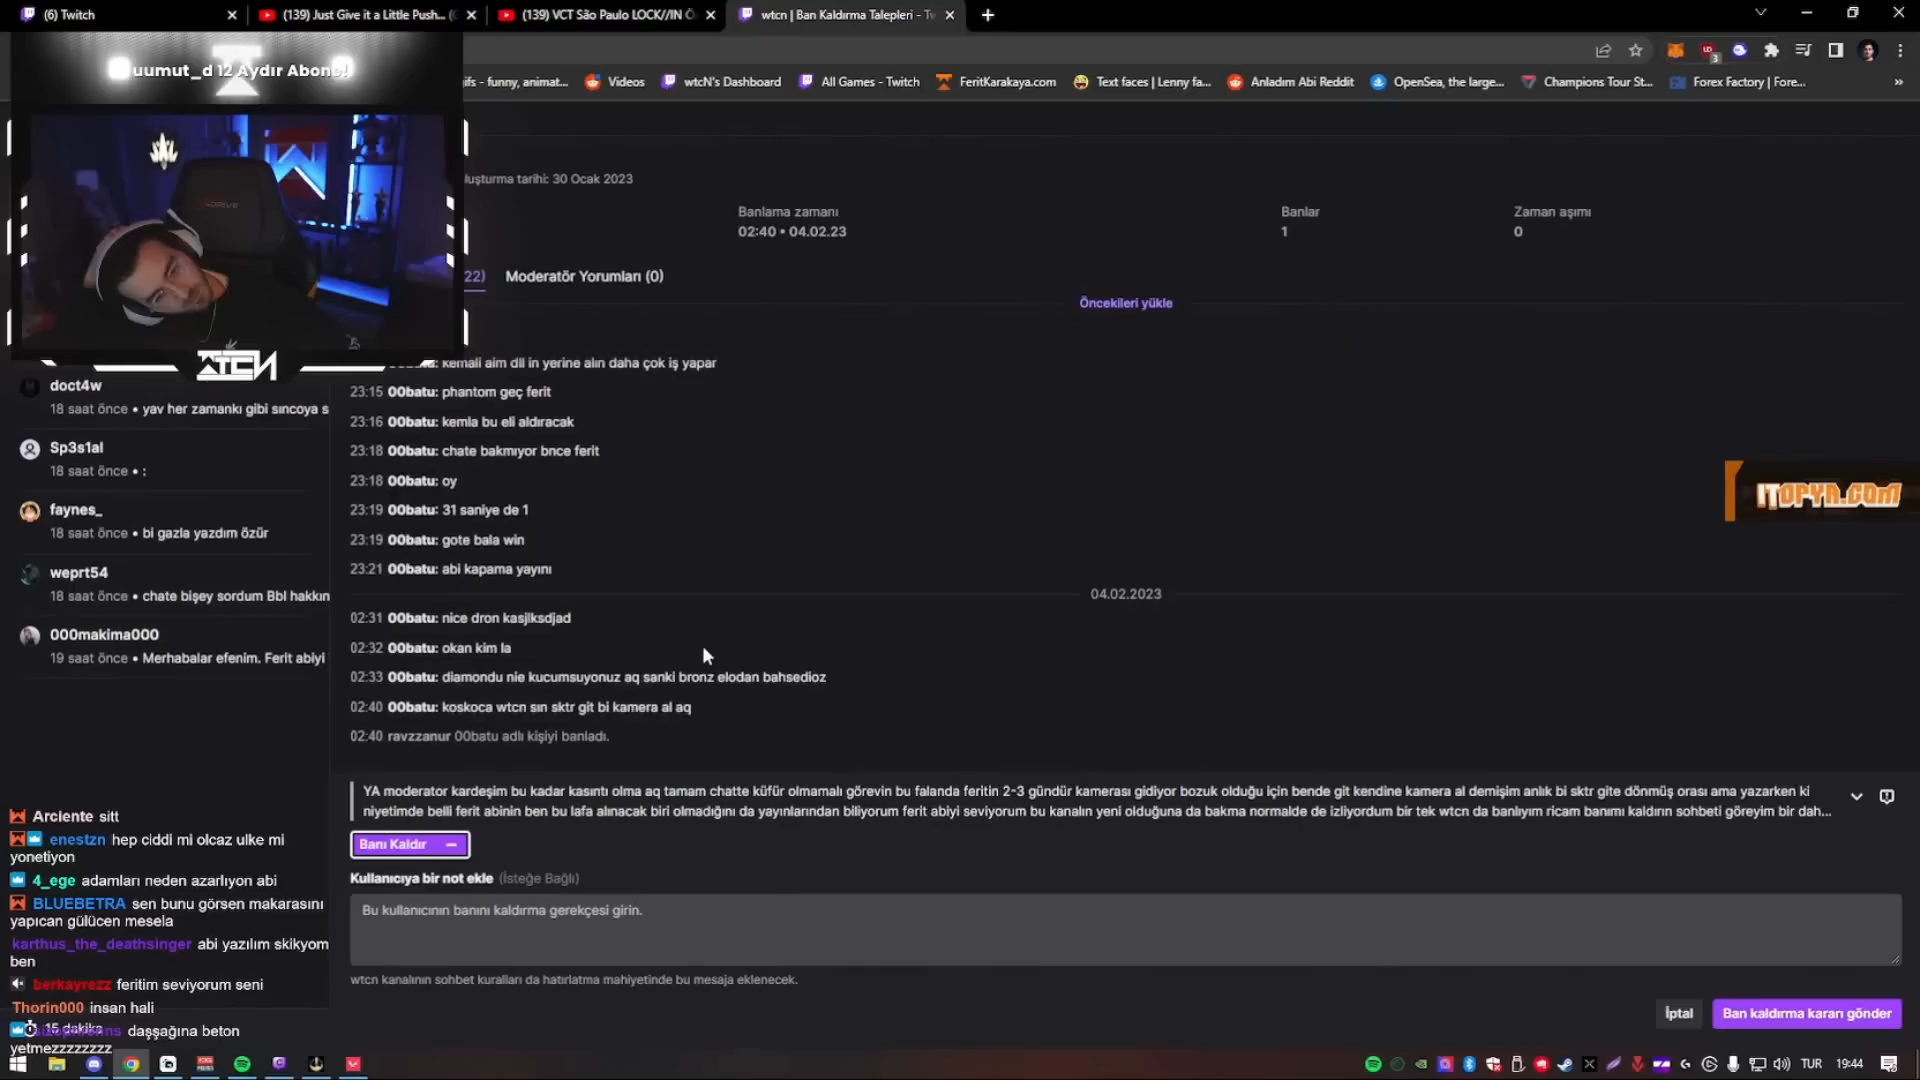 (6) Twitch
(139) Just Give it a Little Push... (
(139) VCT São Paulo LOCK//IN Ö
wtcn | Ban Kaldırma Talepleri - Tw
uumut_d 12 Aydır Abone!
ifs - funny, animat...
Videos
wtcN's Dashboard
All Games - Twitch
FeritKarakaya.com
Text faces | Lenny fa...
Anladım Abi Reddit
OpenSea, the large...
Champions Tour St...
Forex Factory | Fore...
»
luşturma tarihi: 30 Ocak 2023
Banlama zamanı
02:40 • 04.02.23
Banlar
1
Zaman aşımı
0
22)
Moderatör Yorumları (0)
Öncekileri yükle
kemali aim dll in yerine alın daha çok iş yapar
23:15 00batu: phantom geç ferit
23:16 00batu: kemla bu eli aldıracak
23:18 00batu: chate bakmıyor bnce ferit
23:18 00batu: oy
23:19 00batu: 31 saniye de 1
23:19 00batu: gote bala win
23:21 00batu: abi kapama yayını
04.02.2023
02:31 00batu: nice dron kasjlksdjad
02:32 00batu: okan kim la
02:33 00batu: diamondu nie kucumsuyonuz aq sanki bronz elodan bahsedioz
02:40 00batu: koskoca wtcn sın sktr git bi kamera al aq
02:40 ravzzanur 00batu adlı kişiyi banladı.
WTCN
doct4w
18 saat önce • yav her zamankı gibi sıncoya s
Sp3s1al
18 saat önce • :
faynes_
18 saat önce • bi gazla yazdım özür
weprt54
18 saat önce • chate bişey sordum Bbl hakkın
000makima000
19 saat önce • Merhabalar efenim. Ferit abiyi
ITOPYA.COM
YA moderator kardeşim bu kadar kasıntı olma aq tamam chatte küfür olmamalı görevin bu falanda feritin 2-3 gündür kamerası gidiyor bozuk olduğu için bende git kendine kamera al demişim anlık bi sktr gite dönmüş orası ama yazarken ki
niyetimde belli ferit abinin ben bu lafa alınacak biri olmadığını da yayınlarından biliyorum ferit abiyi seviyorum bu kanalın yeni olduğuna da bakma normalde de izliyordum bir tek wtcn da banlıyım ricam banımı kaldırın sohbeti göreyim bir dah...
Banı Kaldır
Kullanıcıya bir not ekle (İsteğe Bağlı)
Bu kullanıcının banını kaldırma gerekçesi girin.
wtcn kanalının sohbet kuralları da hatırlatma mahiyetinde bu mesaja eklenecek.
İptal
Ban kaldırma kararı gönder
Arciente sitt
enestzn hep ciddi mi olcaz ulke mi
yonetiyon
4_ege adamları neden azarlıyon abi
BLUEBETRA sen bunu görsen makarasını
yapıcan gülücen mesela
karthus_the_deathsinger abi yazılım skikyom
ben
berkayrezz feritim seviyorum seni
Thorin000 insan hali
15 dakika
daşşağına beton
yetmezzzzzzzz
TUR
19:44